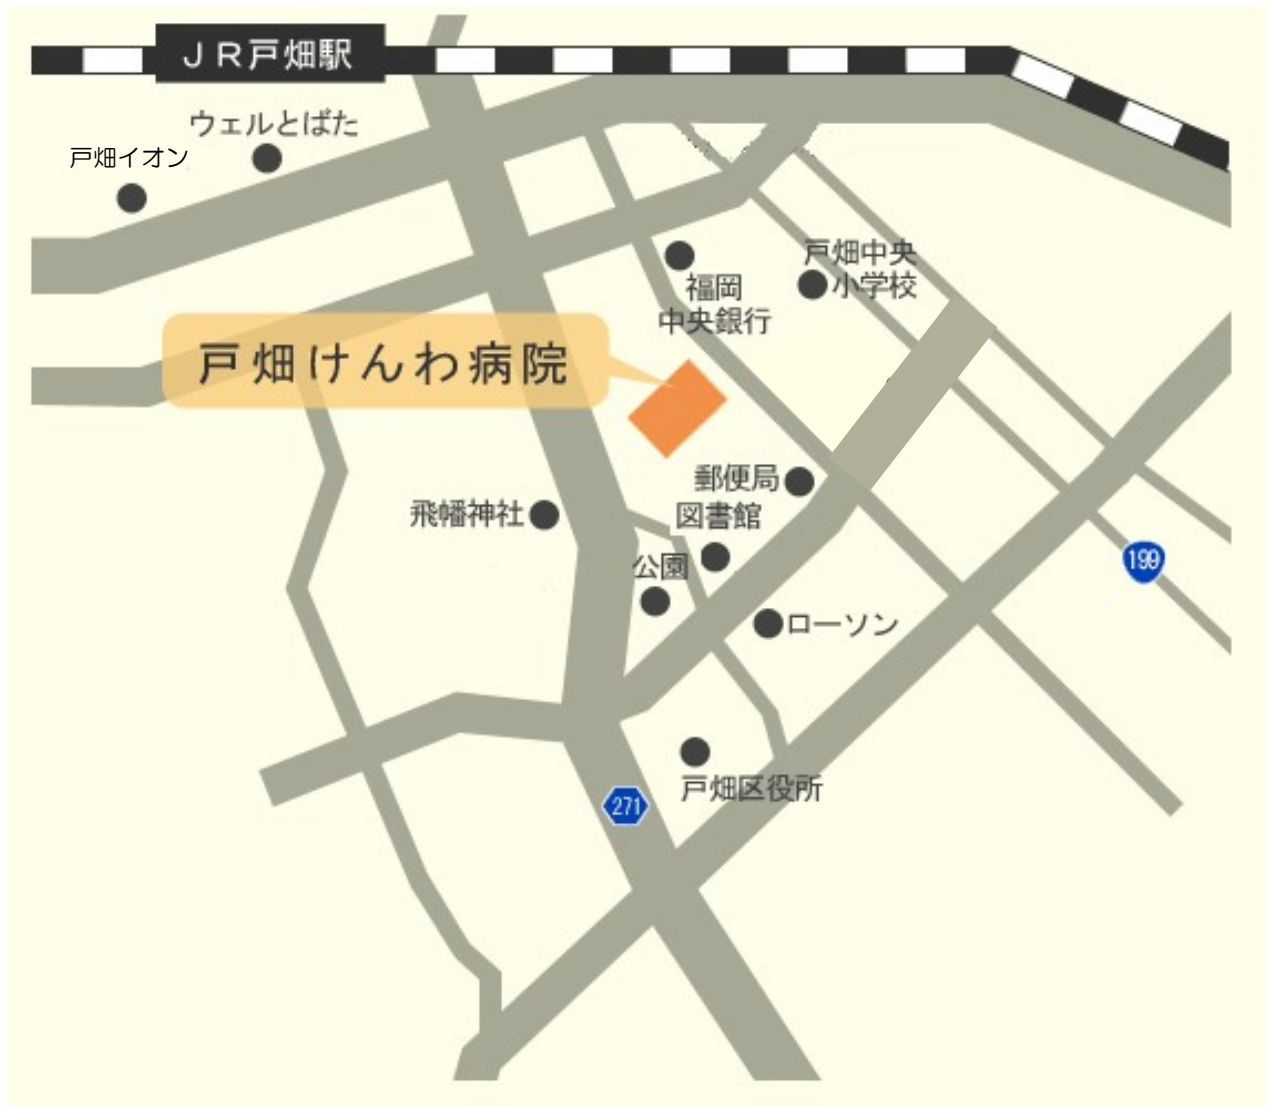 ＪＲ戸畑駅
ウェルとばた
戸畑イオン
戸畑中央
小学校
福岡
中央銀行
戸畑けんわ病院
郵便局
飛幡神社
図書館
公園
199
ローソン
戸畑区役所
271